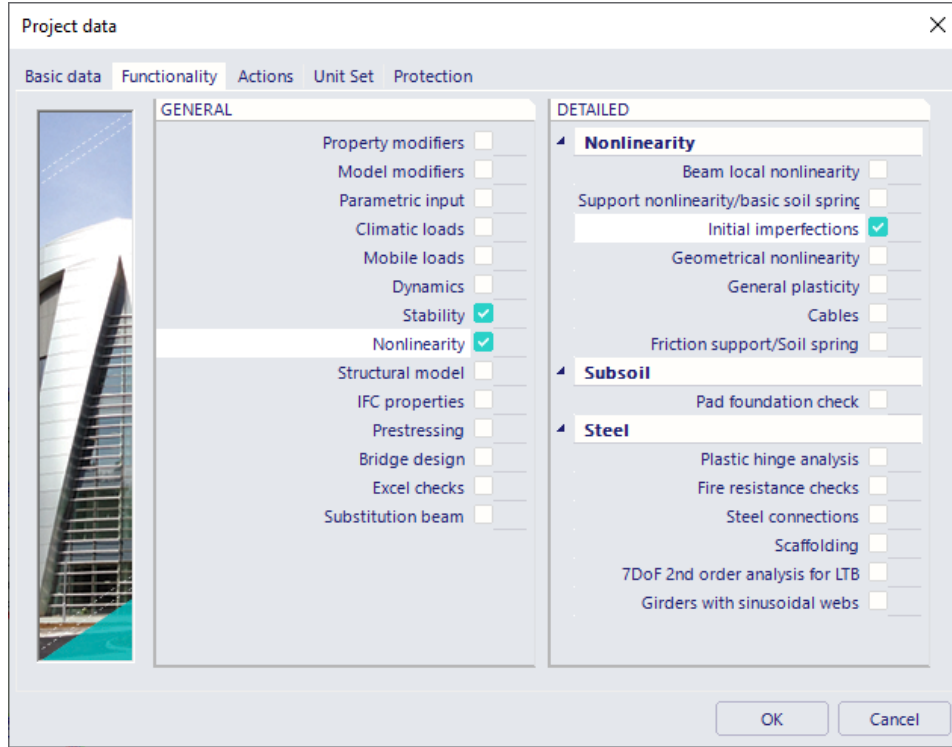 Project data
Basic data Functionality Actions Unit Set Protection
GENERAL
Property modifiers
Model modifiers
Parametric input
Climatic loads
Mobile loads
Dynamics
Stability
Nonlinearity
Structural model
IFC properties
Prestressing
Bridge design
Excel checks
Substitution beam
DETAILED
Nonlinearity
Beam local nonlinearity
Support nonlinearity/basic soil spring
Initial imperfections
Geometrical nonlinearity
General plasticity
Cables
Friction support/Soil spring
Subsoil
Pad foundation check
Steel
Plastic hinge analysis
Fire resistance checks
Steel connections
Scaffolding
7DoF 2nd order analysis for LTB
Girders with sinusoidal webs
OK Cancel